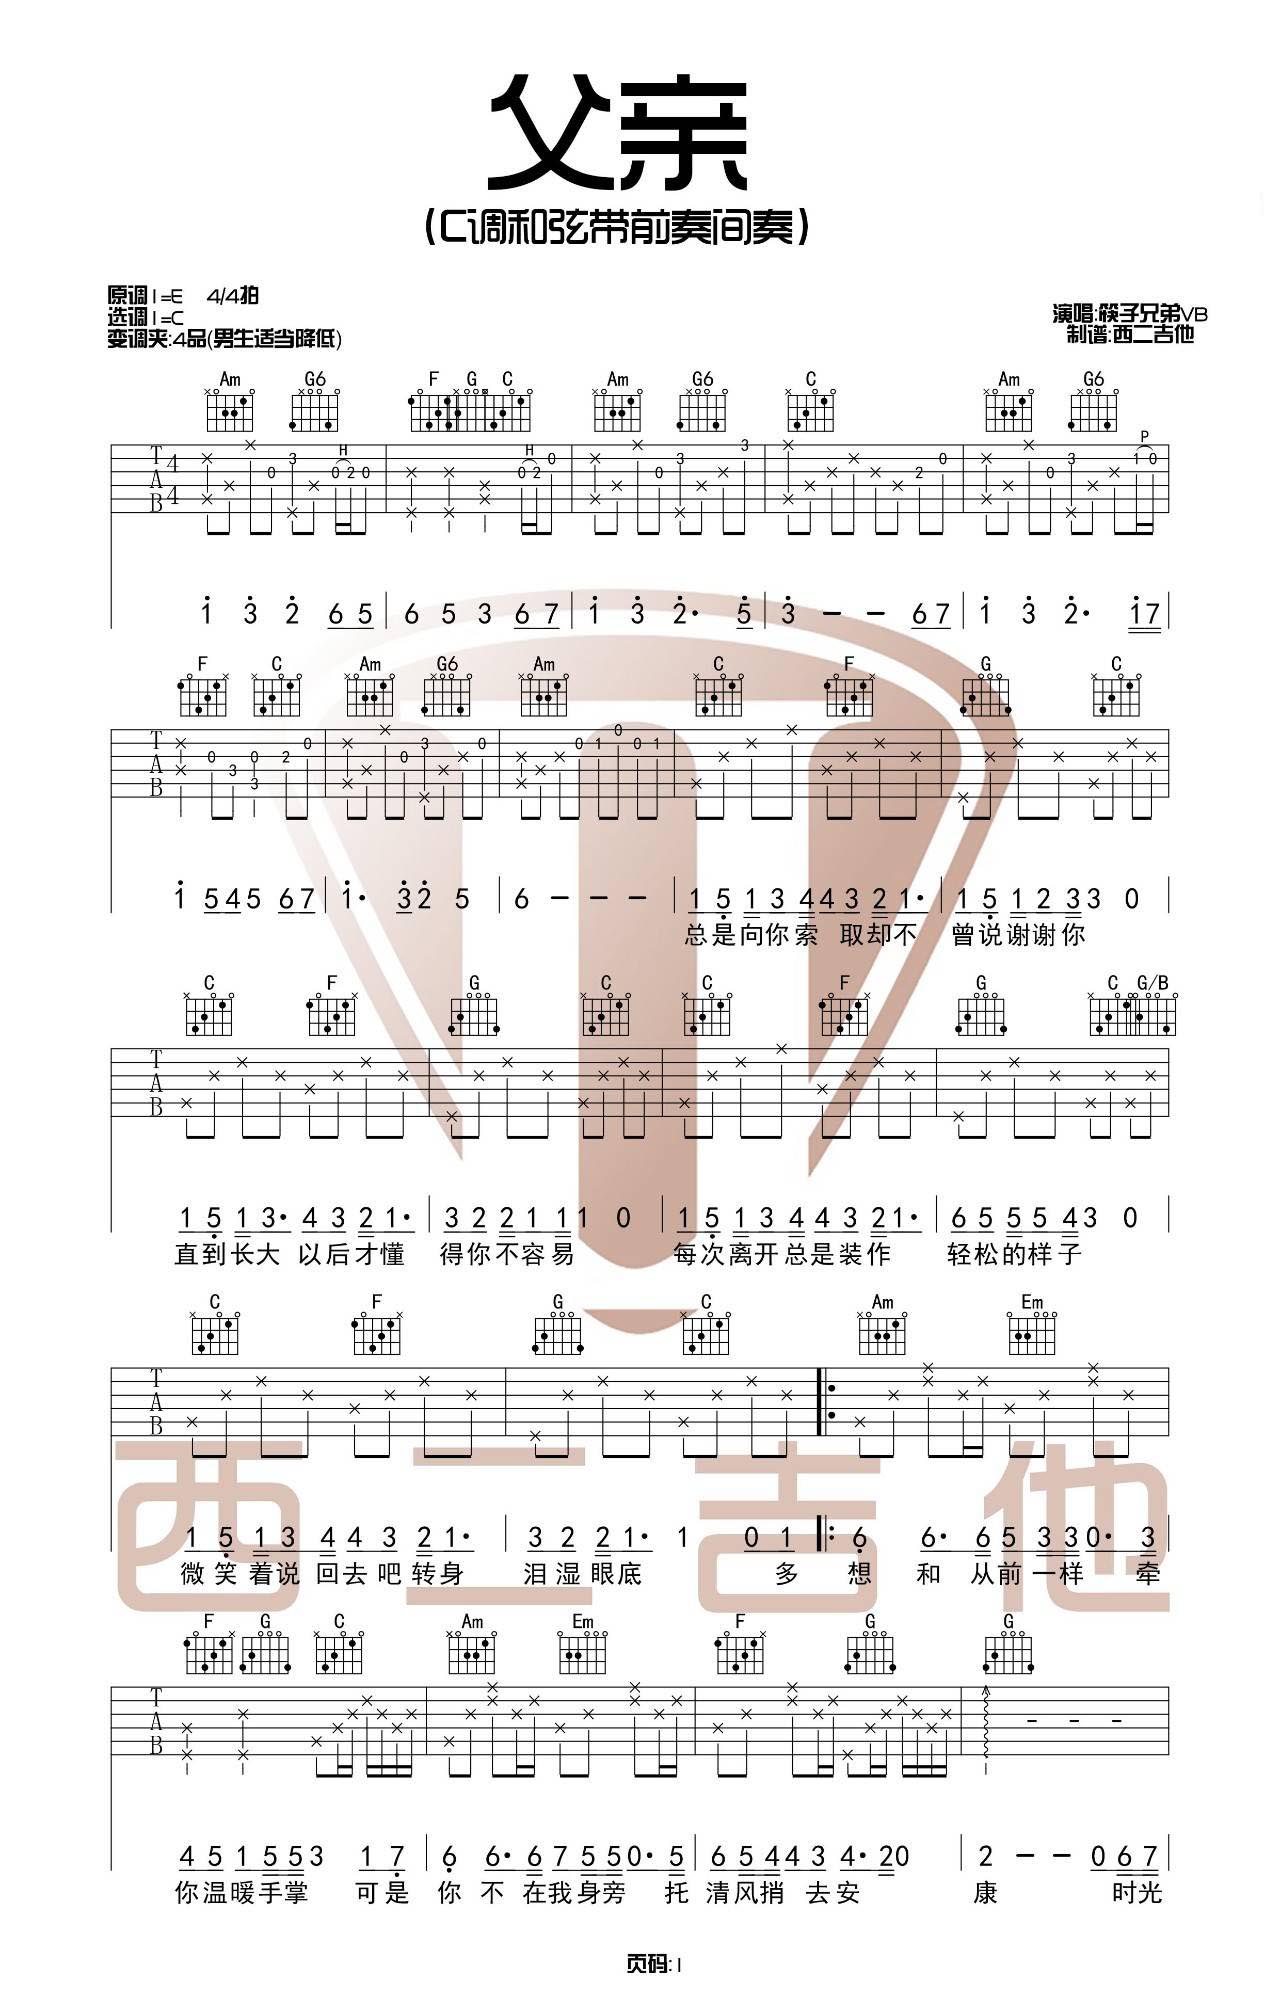 父亲
(C调和弦带前奏间奏)
原调1=E 4/4拍
选调1=C
变调夹:4品(男生适当降低)
演唱:筷子兄弟VB
制谱:西二吉他
Am G6 F G C Am G6 C Am G6
H H P
T A B 4 4
1 3 2 6 5 | 6 5 3 6 7 | 1 3 2· 5 | 3 - - 6 7 | 1 3 2· 1 7
F C Am G6 Am C F G C
T A B
1 5 4 5 6 7 | 1· 3 2 5 | 6 - - - | 1 5 1 3 4 4 3 2 1· | 1 5 1 2 3 3 0
总是向你索 取却不 曾说谢谢你
C F G C C F G C G/B
T A B
1 5 1 3· 4 3 2 1· | 3 2 2 1 1 1 0 | 1 5 1 3 4 4 3 2 1· | 6 5 5 5 4 3 0
直到长大 以后才懂 得你不容易 每次离开总是装作 轻松的样子
C F G C Am Em
T A B
1 5 1 3 4 4 3 2 1· | 3 2 2 1· 1 0 1 |: 6 6· 6 5 3 3 0· 3
微笑着说 回去吧转身 泪湿眼底 多 想 和 从前一样 牵
西二吉他
F G C Am Em F G G
T A B
4 5 1 5 5 3 1 7 | 6 6· 6 7 5 5 0· 5 | 6 5 4 4 3 4· 2 0 | 2 - - 0 6 7
你温暖手掌 可是 你 不 在我身旁 托 清风捎 去安 康 时光
页码:1